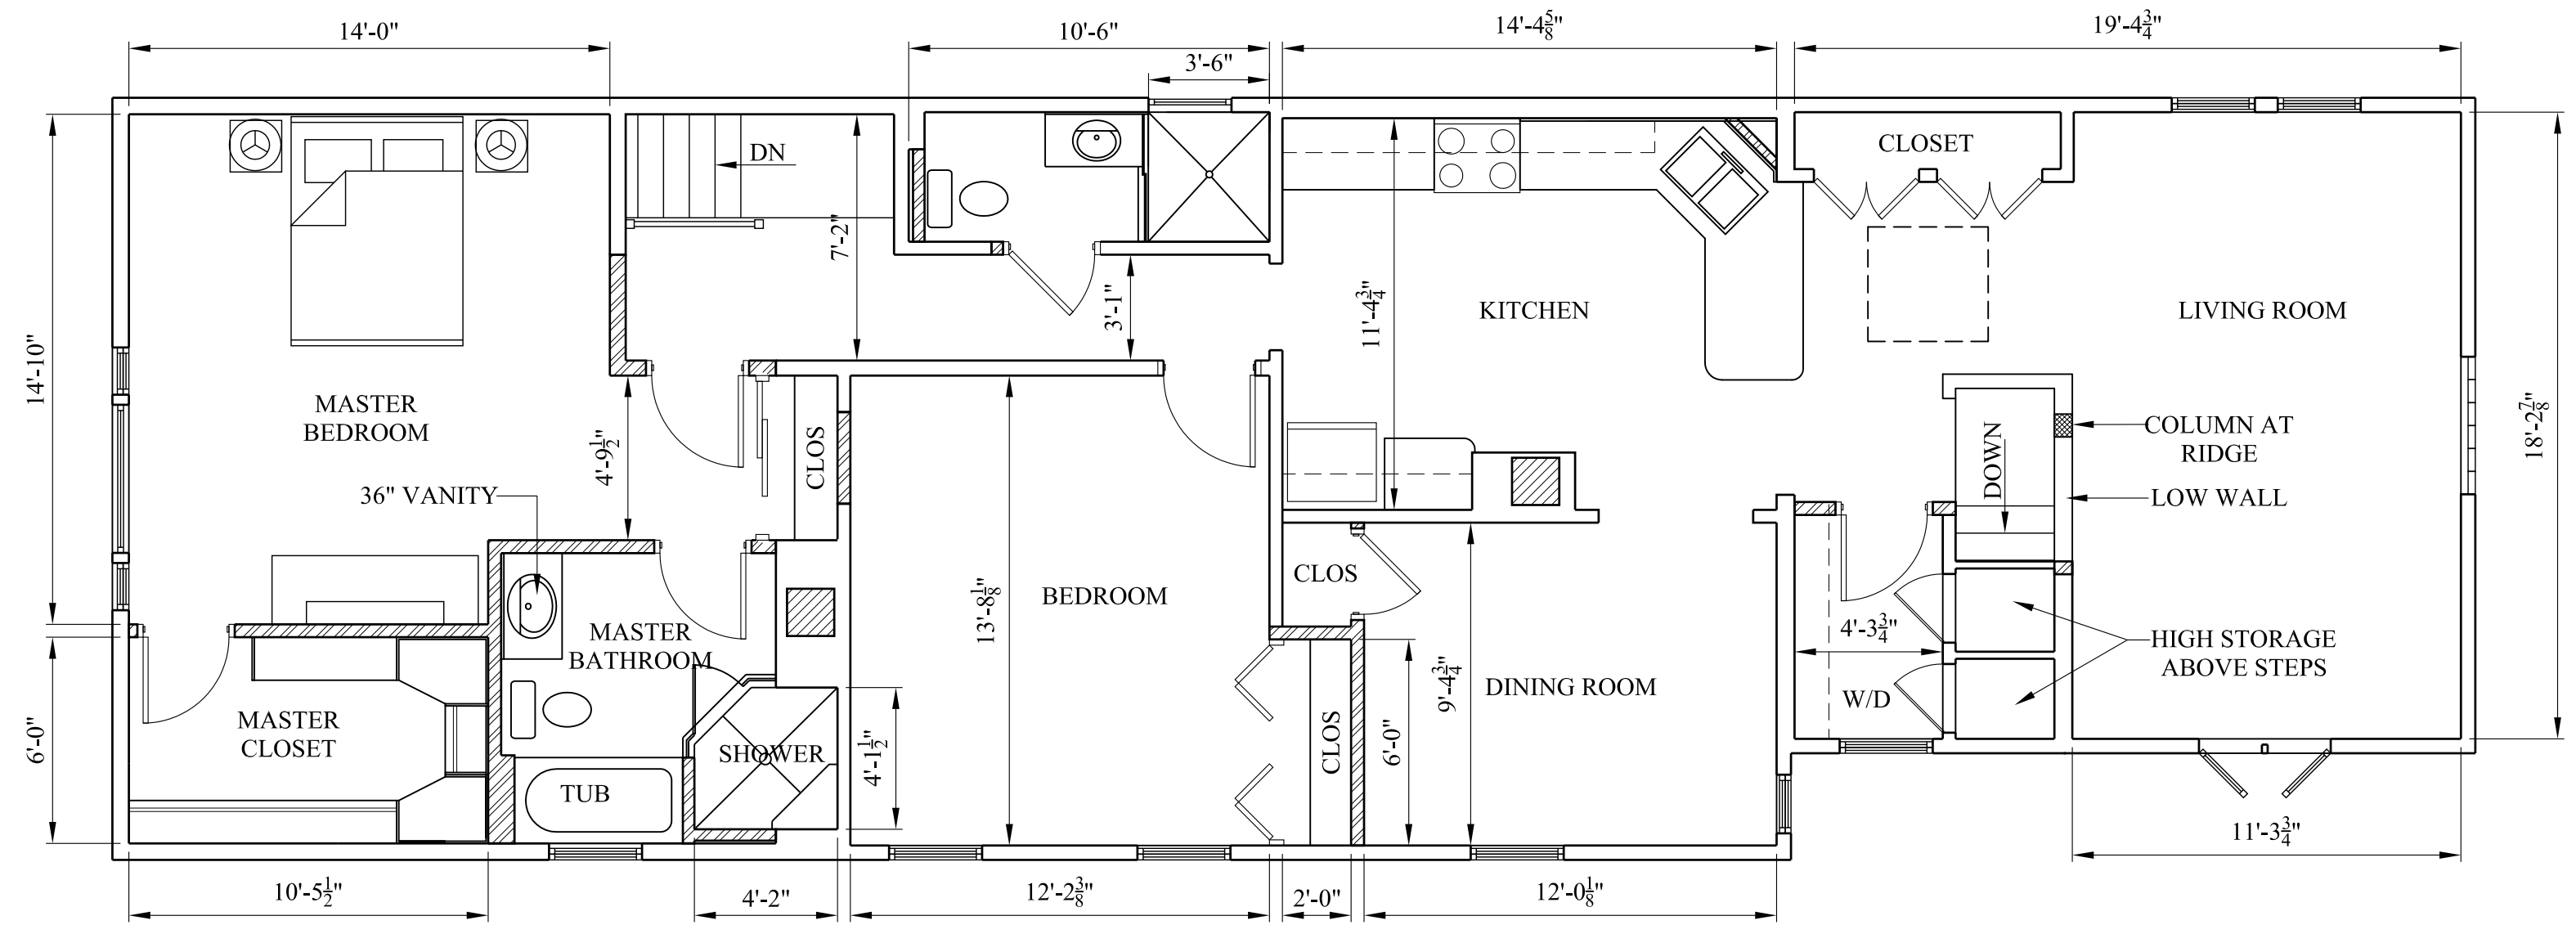 14'-0"
10'-6"
14'-4 5/8"
19'-4 3/4"
3'-6"
CLOSET
DN
7'-2"
3'-1"
11'-4 3/4"
KITCHEN
LIVING ROOM
14'-10"
MASTER
BEDROOM
4'-9 1/2"
CLOS
DOWN
COLUMN AT
RIDGE
18'-2 7/8"
36" VANITY
LOW WALL
CLOS
BEDROOM
13'-8 1/8"
MASTER
BATHROOM
4'-3 3/4"
HIGH STORAGE
ABOVE STEPS
DINING ROOM
9'-4 3/4"
W/D
MASTER
CLOSET
6'-0"
SHOWER
4'-1 1/2"
CLOS
6'-0"
TUB
11'-3 3/4"
10'-5 1/2"
4'-2"
12'-2 3/8"
2'-0"
12'-0 1/8"